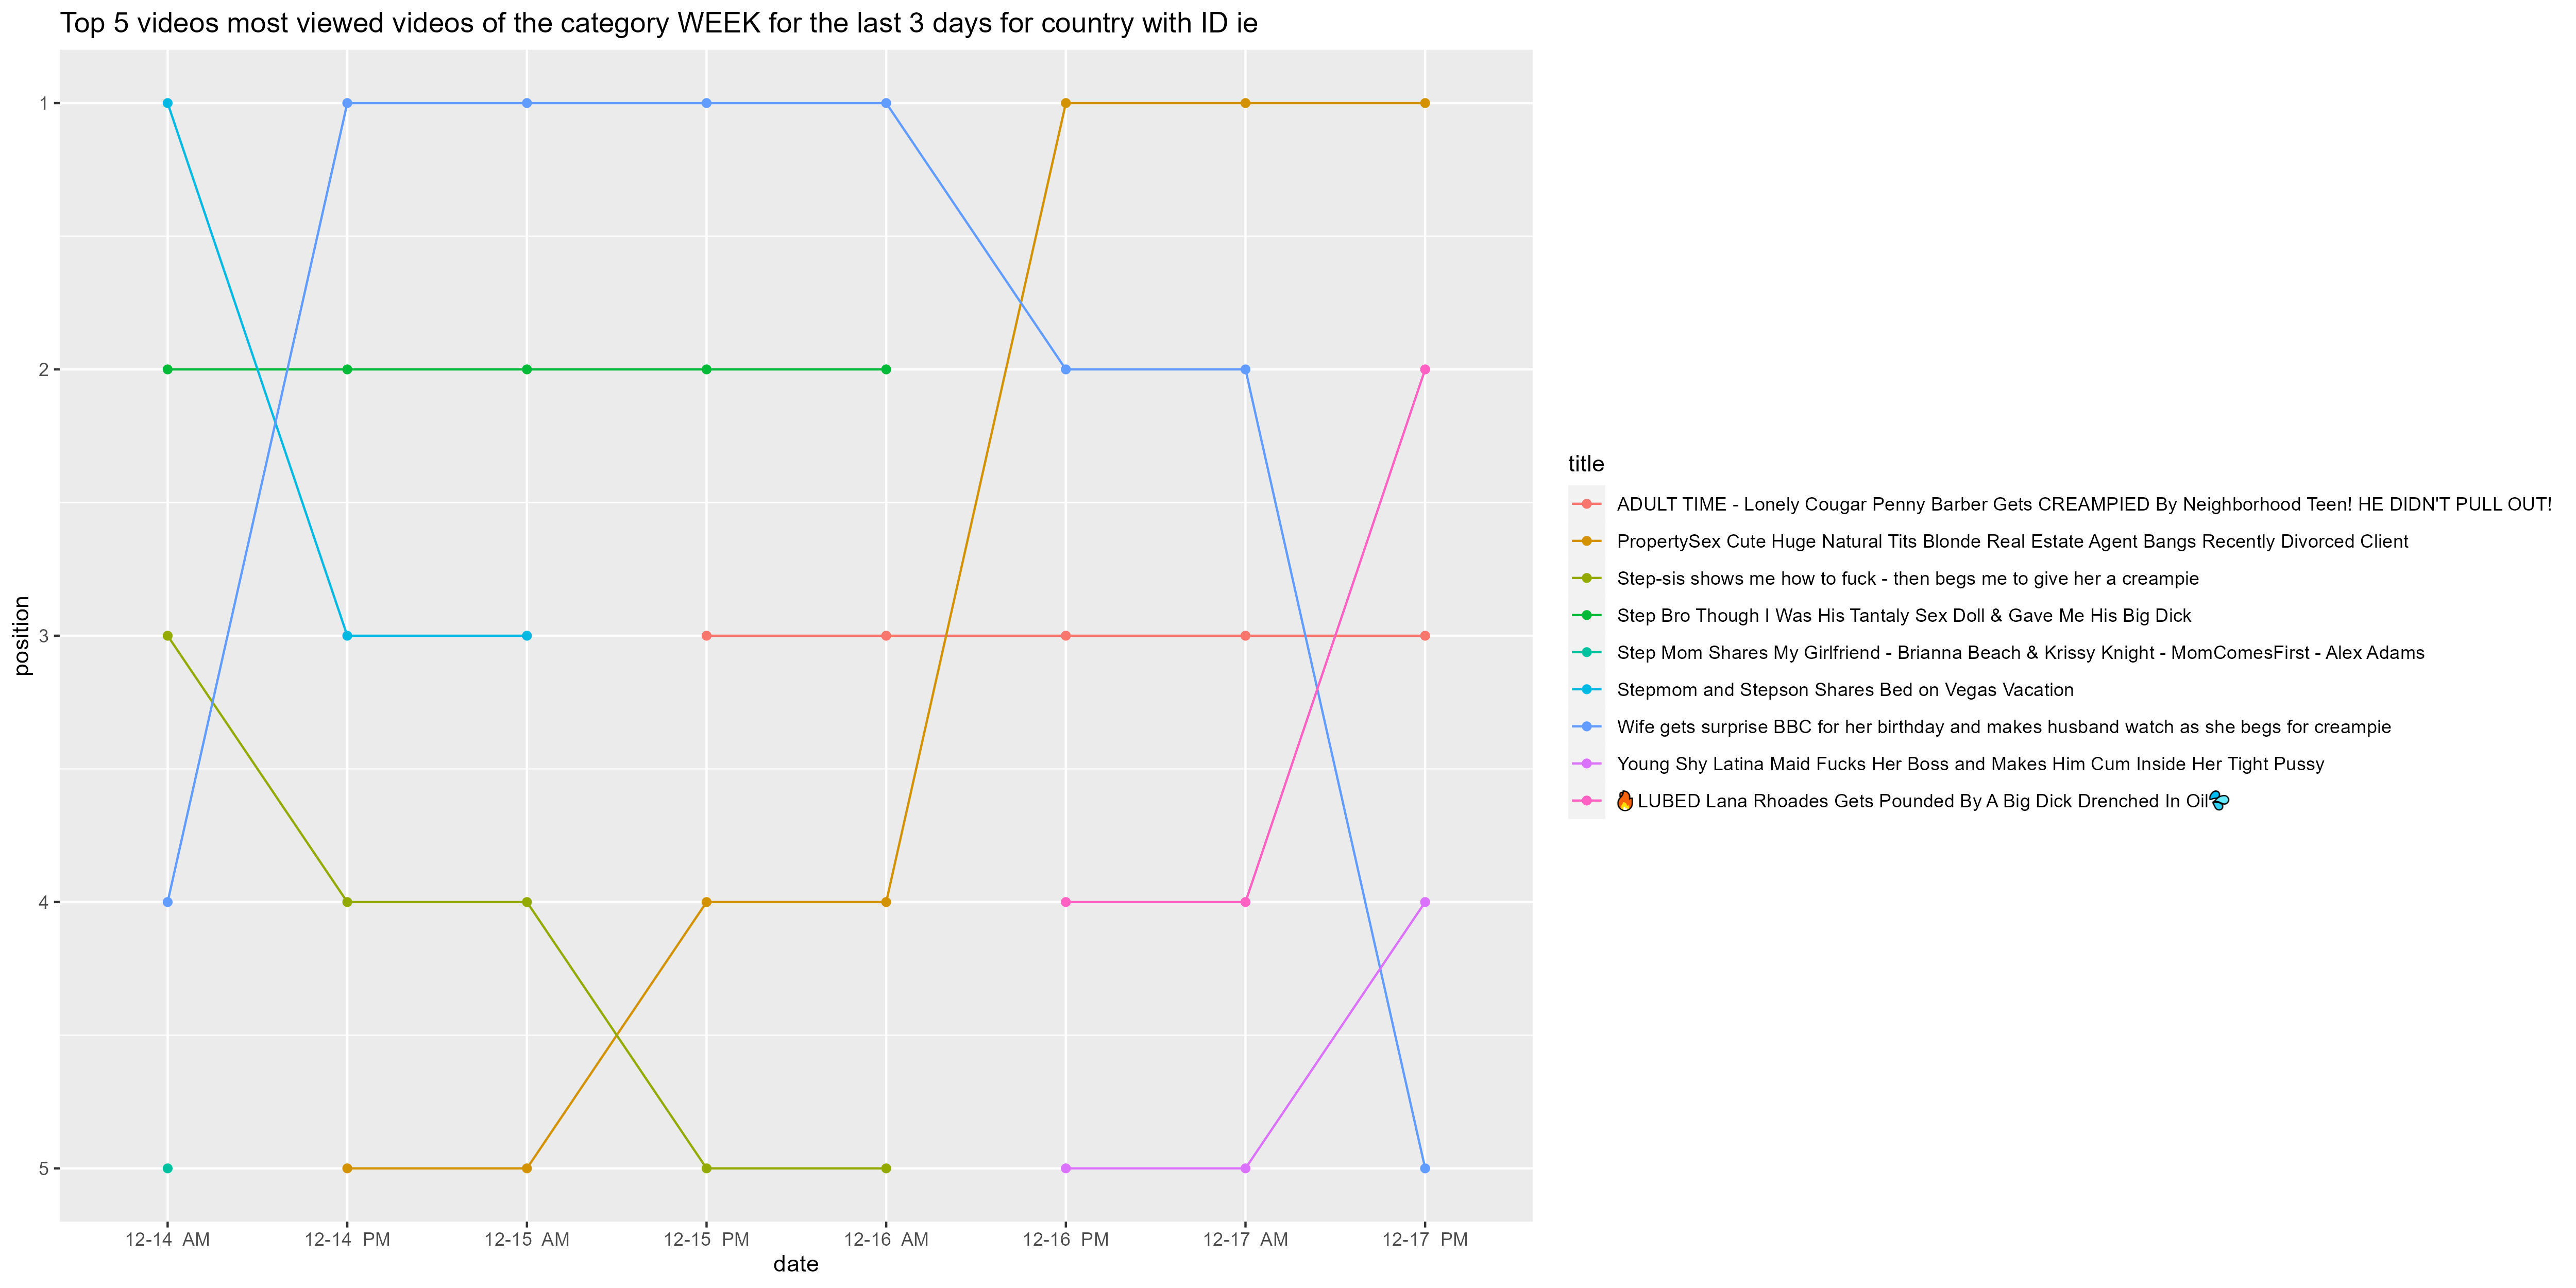 Top 5 videos most viewed videos of the category WEEK for the last 3 days for country with ID ie
position
1
2
3
4
5
12-14 AM
12-14 PM
12-15 AM
12-15 PM
12-16 AM
12-16 PM
12-17 AM
12-17 PM
date
title
ADULT TIME - Lonely Cougar Penny Barber Gets CREAMPIED By Neighborhood Teen! HE DIDN'T PULL OUT!
PropertySex Cute Huge Natural Tits Blonde Real Estate Agent Bangs Recently Divorced Client
Step-sis shows me how to fuck - then begs me to give her a creampie
Step Bro Though I Was His Tantaly Sex Doll & Gave Me His Big Dick
Step Mom Shares My Girlfriend - Brianna Beach & Krissy Knight - MomComesFirst - Alex Adams
Stepmom and Stepson Shares Bed on Vegas Vacation
Wife gets surprise BBC for her birthday and makes husband watch as she begs for creampie
Young Shy Latina Maid Fucks Her Boss and Makes Him Cum Inside Her Tight Pussy
🔥LUBED Lana Rhoades Gets Pounded By A Big Dick Drenched In Oil💦